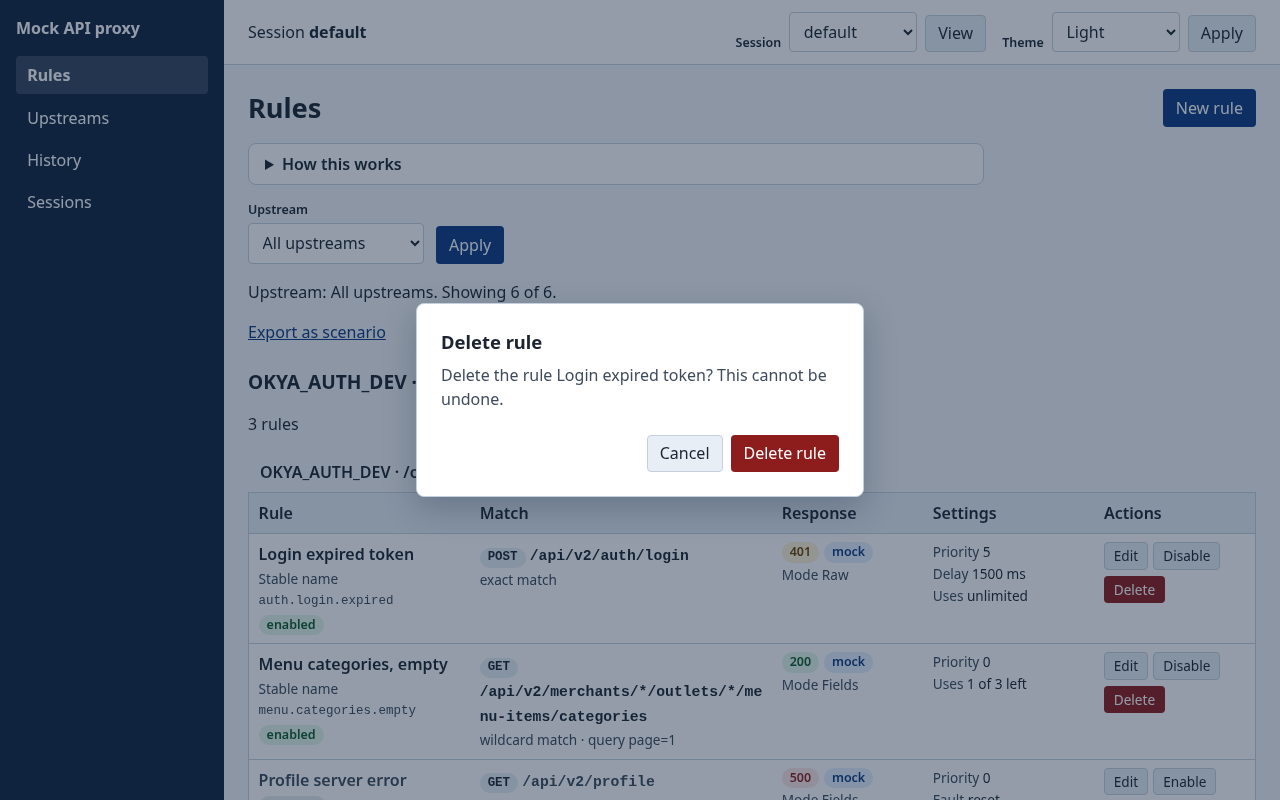 Mock API proxy
Rules
Upstreams
History
Sessions
Session default
Session
default
View
Theme
Light
Apply
Rules
New rule
How this works
Upstream
All upstreams
Apply
Upstream: All upstreams. Showing 6 of 6.
Export as scenario
OKYA_AUTH_DEV ·
3 rules
OKYA_AUTH_DEV ·
Delete rule
Delete the rule Login expired token? This cannot be
undone.
Cancel
Delete rule
Rule
Match
Response
Settings
Actions
Login expired token
Stable name
auth.login.expired
enabled
POST /api/v2/auth/login
exact match
401 mock
Mode Raw
Priority 5
Delay 1500 ms
Uses unlimited
Edit
Disable
Delete
Menu categories, empty
Stable name
menu.categories.empty
enabled
GET
/api/v2/merchants/*/outlets/*/me
nu-items/categories
wildcard match · query page=1
200 mock
Mode Fields
Priority 0
Uses 1 of 3 left
Edit
Disable
Delete
Profile server error
GET /api/v2/profile
500 mock
Mode Fields
Priority 0
Fault reset
Edit
Enable